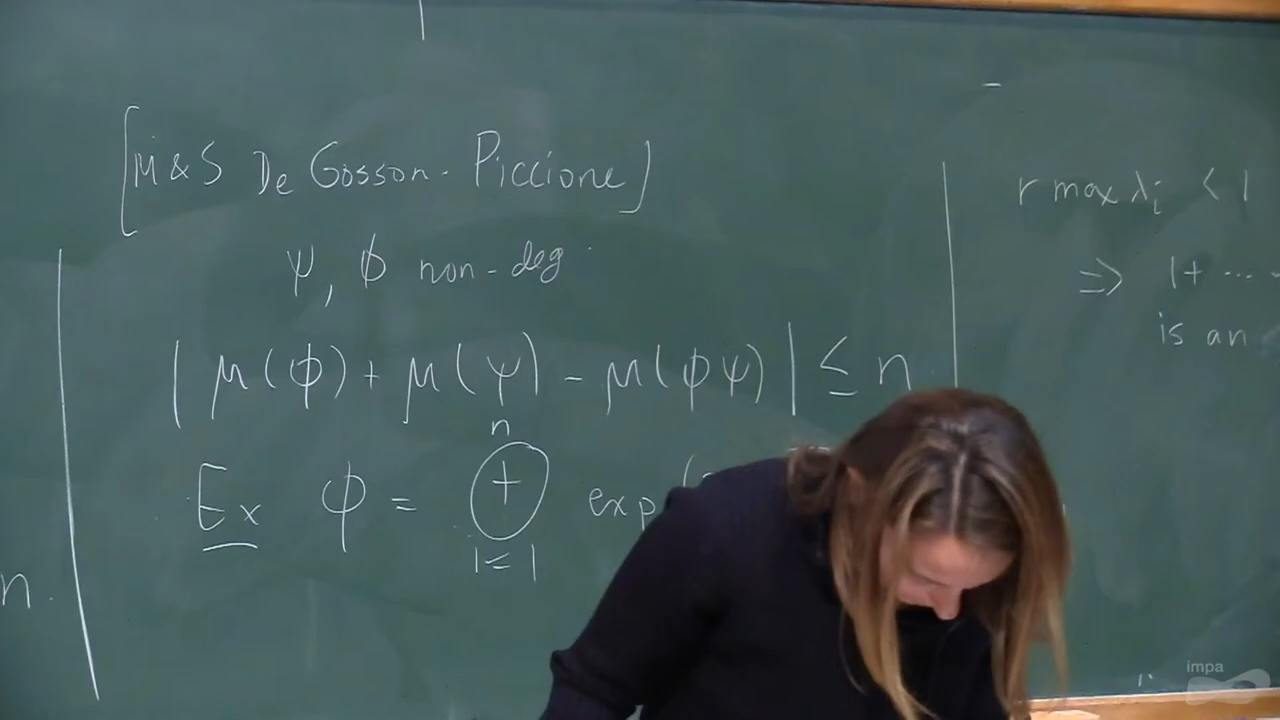 [M&S De Gosson - Piccione]
ψ, ϕ non-deg
| μ(ϕ) + μ(ψ) - μ(ϕψ) | ≤ n
n
Ex φ = ⊕ exp(
i=1
n.
r max λi < 1
⇒ 1+ ...
is an
impa